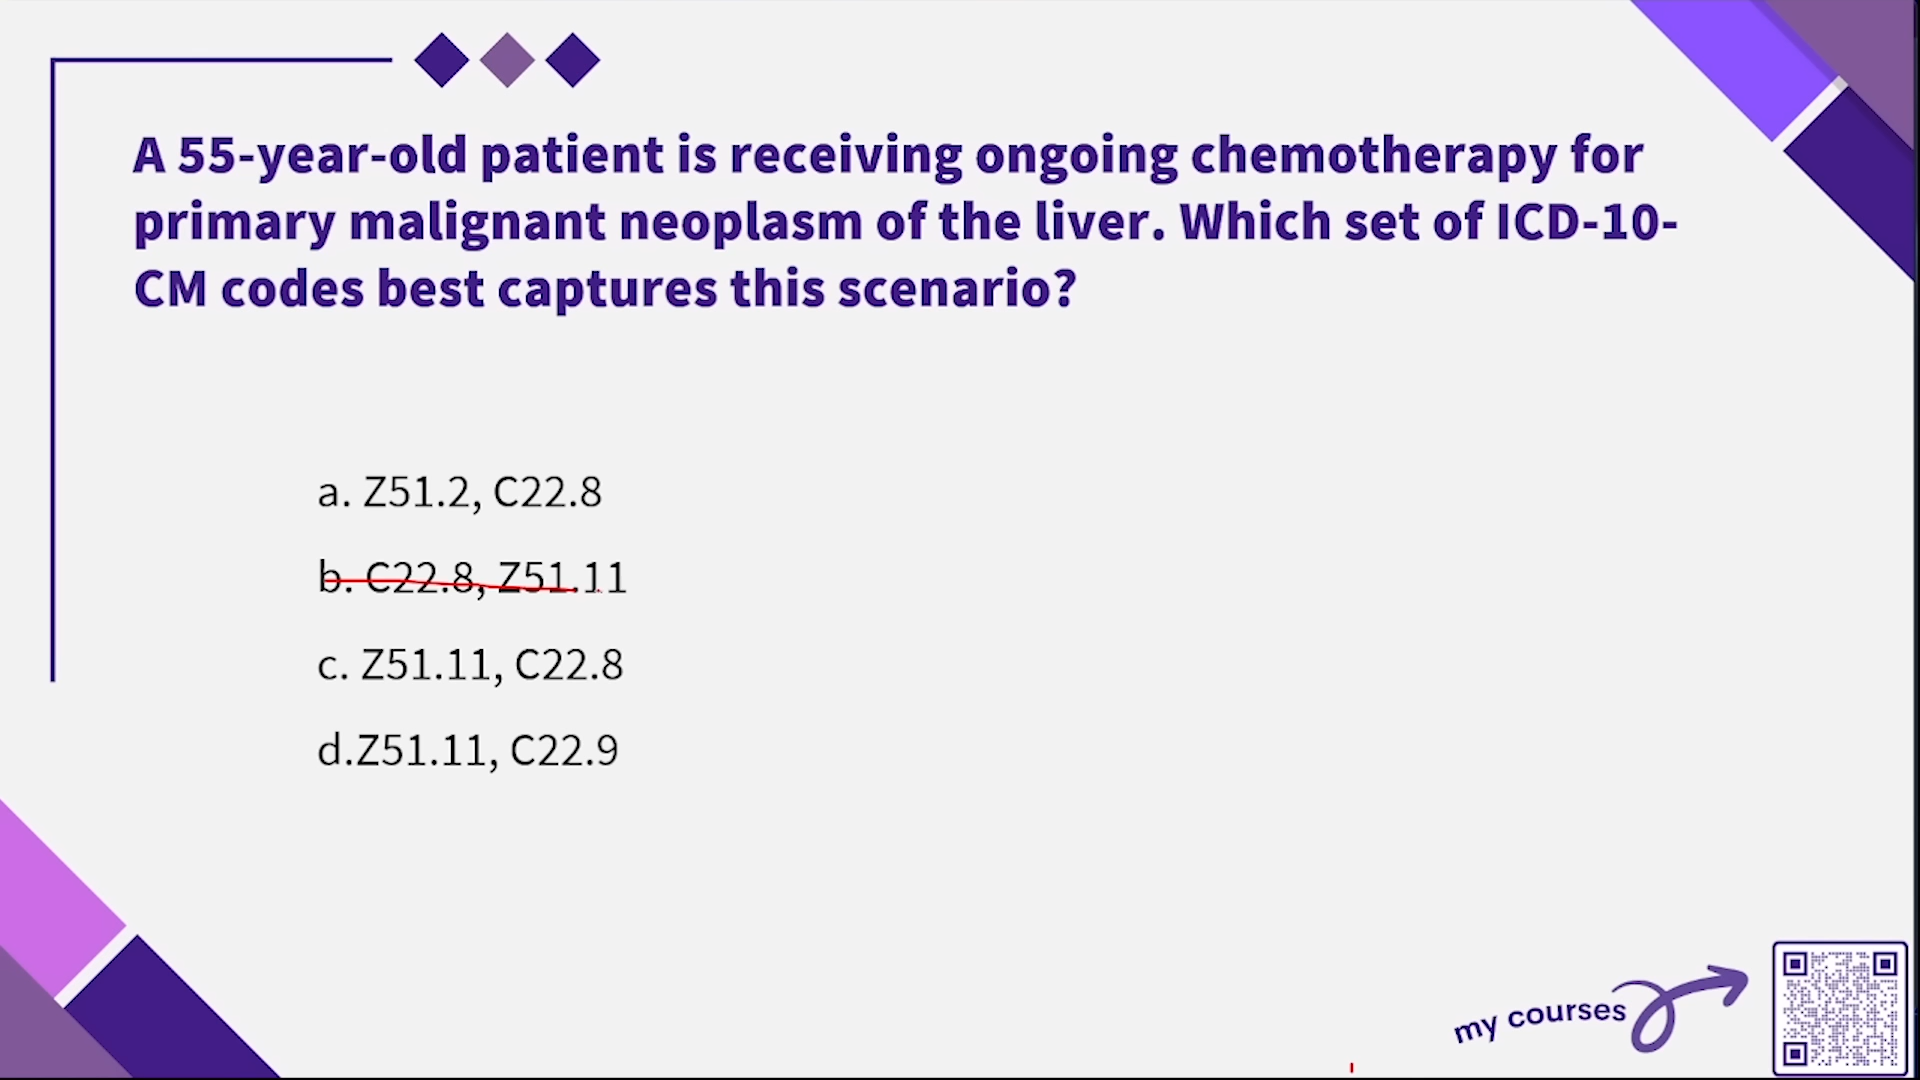 A 55-year-old patient is receiving ongoing chemotherapy for
primary malignant neoplasm of the liver. Which set of ICD-10-
CM codes best captures this scenario?
a. Z51.2, C22.8
b. C22.8, Z51.11
c. Z51.11, C22.8
d.Z51.11, C22.9
my courses